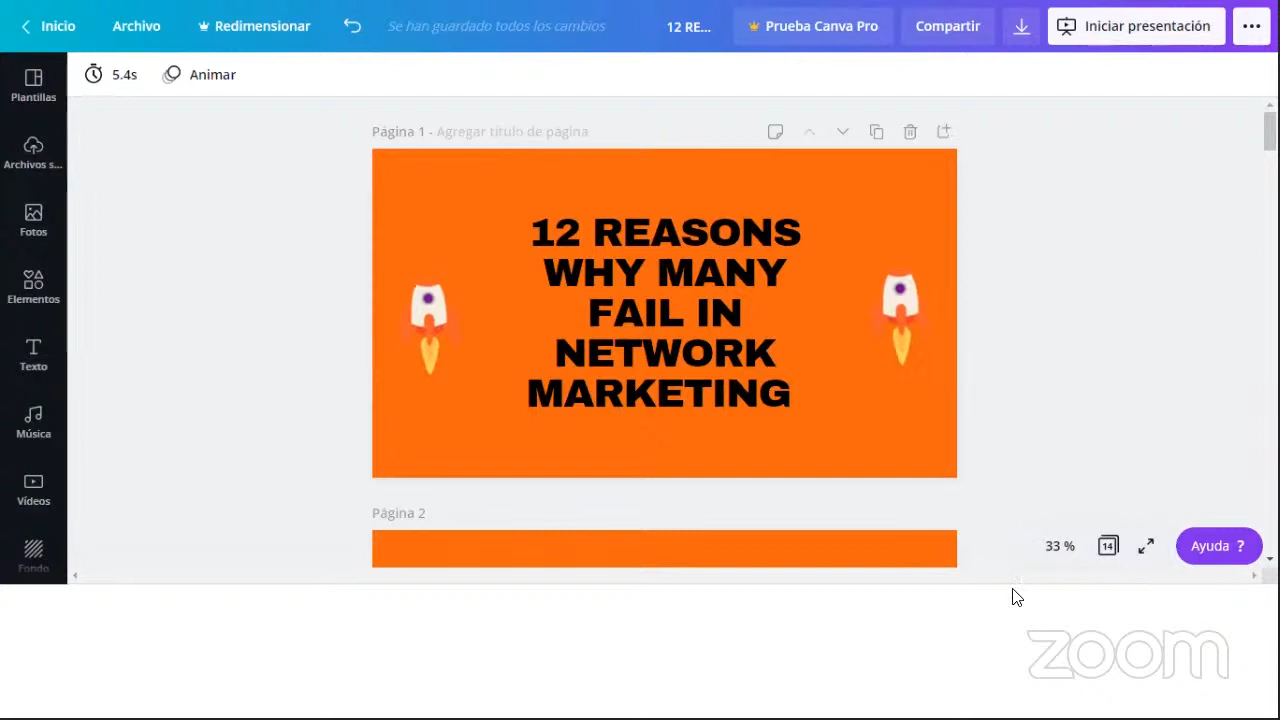 Inicio
Archivo
Redimensionar
Se han guardado todos los cambios
12 RE...
Prueba Canva Pro
Compartir
Iniciar presentación
5.4s
Animar
Plantillas
Archivos s...
Fotos
Elementos
Texto
Música
Vídeos
Fondo
Página 1 - Agregar título de página
12 REASONS
WHY MANY
FAIL IN
NETWORK
MARKETING
Página 2
33 %
14
Ayuda ?
zoom